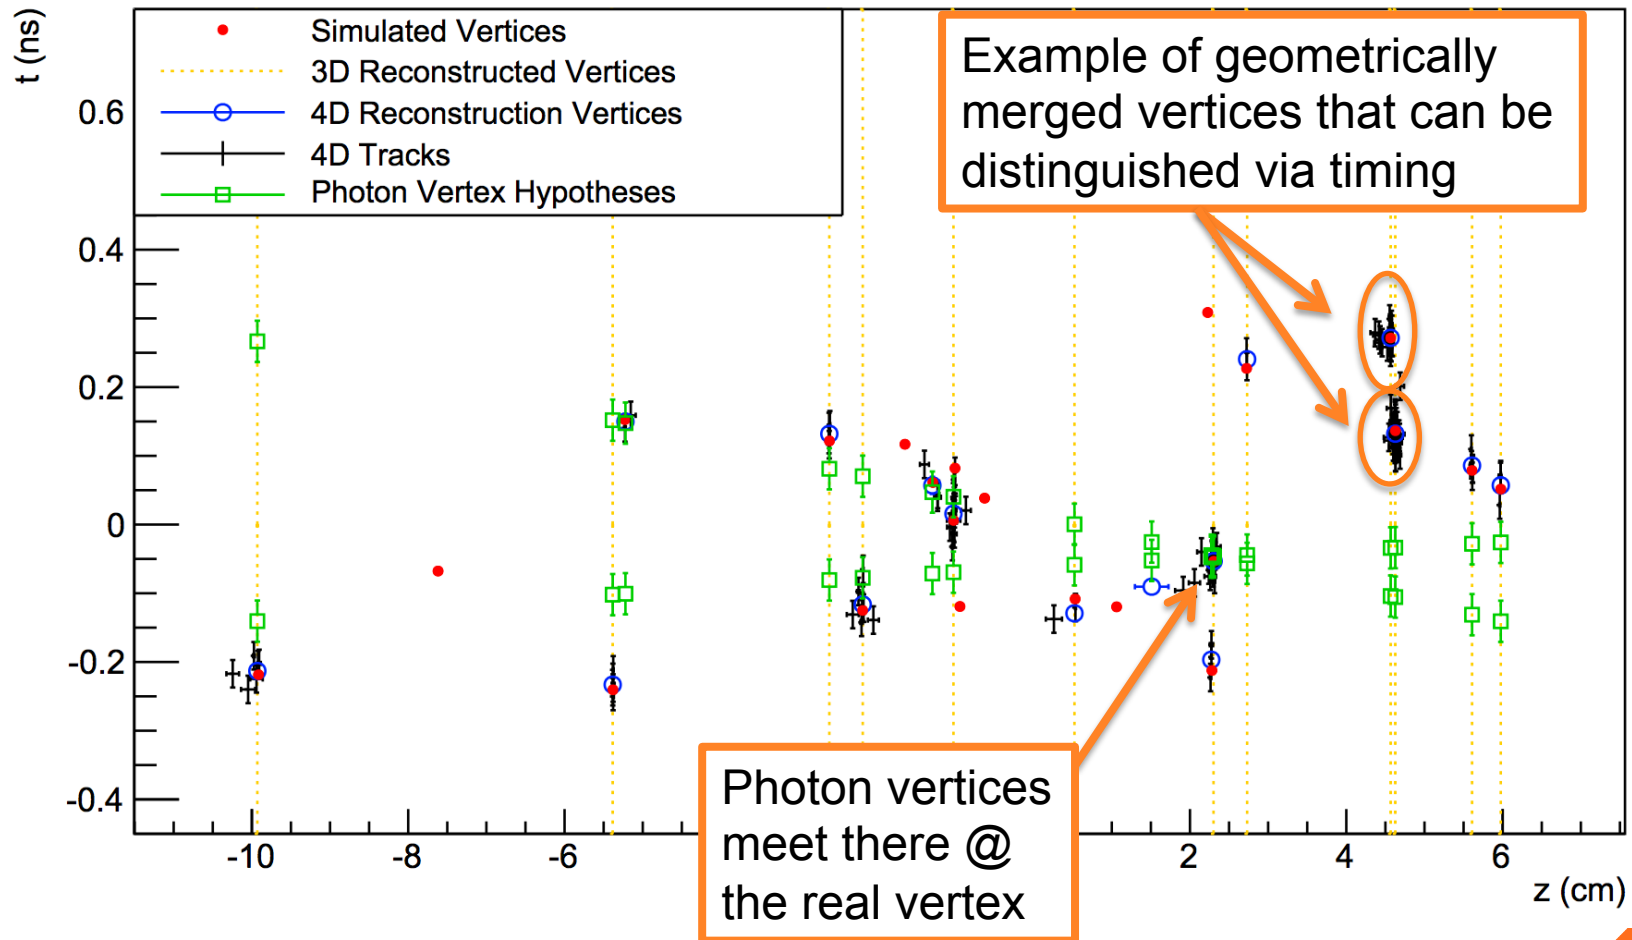 t (ns)
Simulated Vertices
3D Reconstructed Vertices
4D Reconstruction Vertices
4D Tracks
Photon Vertex Hypotheses
Example of geometrically
merged vertices that can be
distinguished via timing
0.6
0.4
0.2
0
-0.2
-0.4
Photon vertices
meet there @
the real vertex
-10
-8
-6
2
4
6
z (cm)